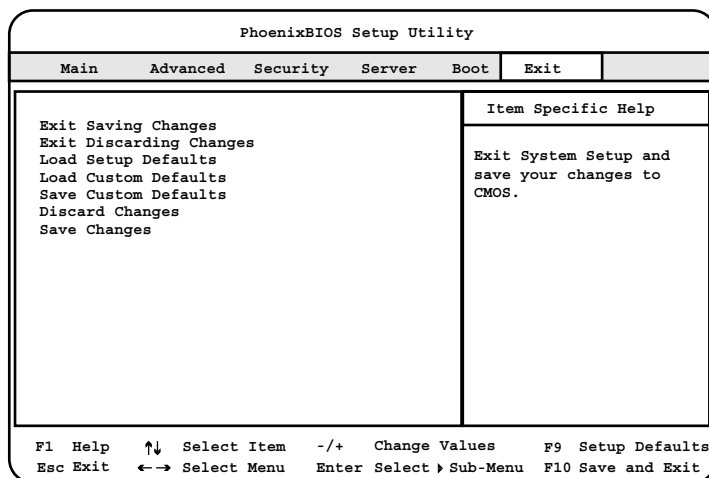 PhoenixBIOS Setup Utility
Main Advanced Security Server Boot Exit
Item Specific Help
Exit Saving Changes
Exit Discarding Changes
Load Setup Defaults
Load Custom Defaults
Save Custom Defaults
Discard Changes
Save Changes
Exit System Setup and
save your changes to
CMOS.
F1 Help ↑↓ Select Item -/+ Change Values F9 Setup Defaults
Esc Exit ←→ Select Menu Enter Select ▸ Sub-Menu F10 Save and Exit